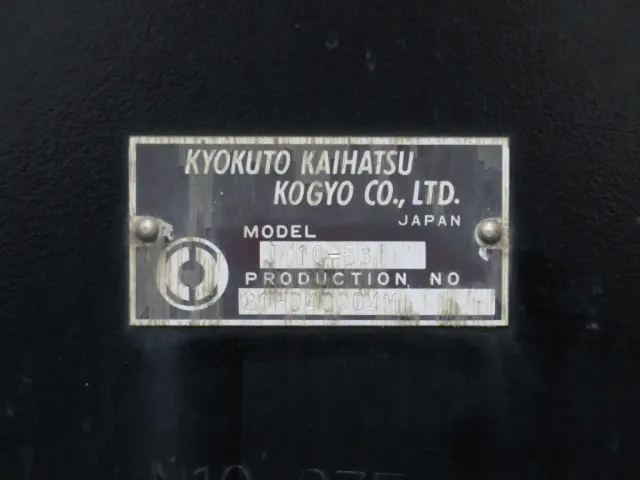 KYOKUTO KAIHATSU
KOGYO CO., LTD.
JAPAN
MODEL
PRODUCTION NO